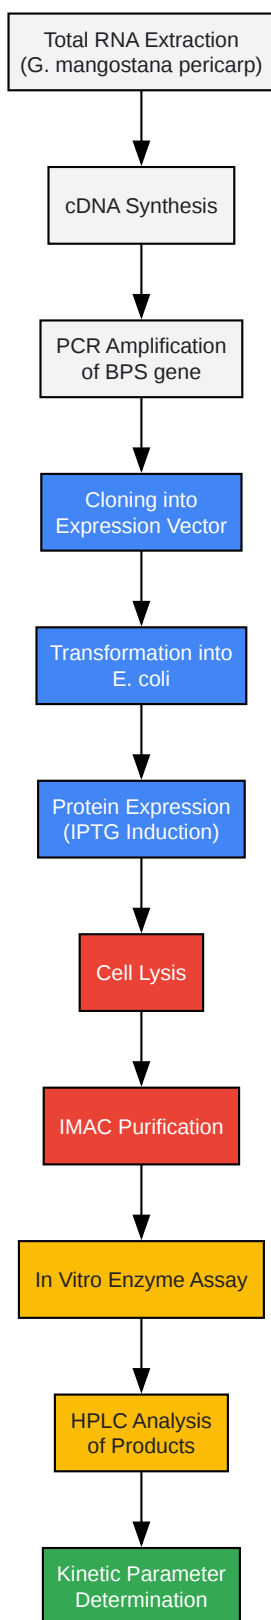 Total RNA Extraction
(G. mangostana pericarp)
cDNA Synthesis
PCR Amplification
of BPS gene
Cloning into
Expression Vector
Transformation into
E. coli
Protein Expression
(IPTG Induction)
Cell Lysis
IMAC Purification
In Vitro Enzyme Assay
HPLC Analysis
of Products
Kinetic Parameter
Determination